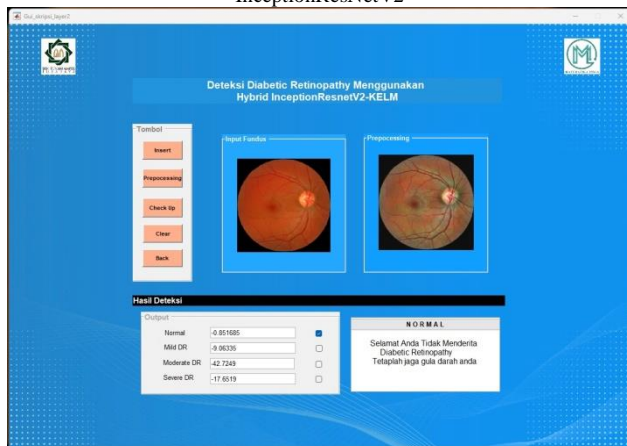 InceptionResNetV2
Gui_skripsi_layer2
Deteksi Diabetic Retinopathy Menggunakan
Hybrid InceptionResnetV2-KELM
Tombol
Insert
Prepocessing
Check Up
Clear
Back
Input Fundus
Prepocessing
Hasil Deteksi
Output
Normal -0.851685
Mild DR -9.06335
Moderate DR -42.7249
Severe DR -17.6519
N O R M A L
Selamat Anda Tidak Menderita
Diabetic Retinopathy
Tetaplah jaga gula darah anda